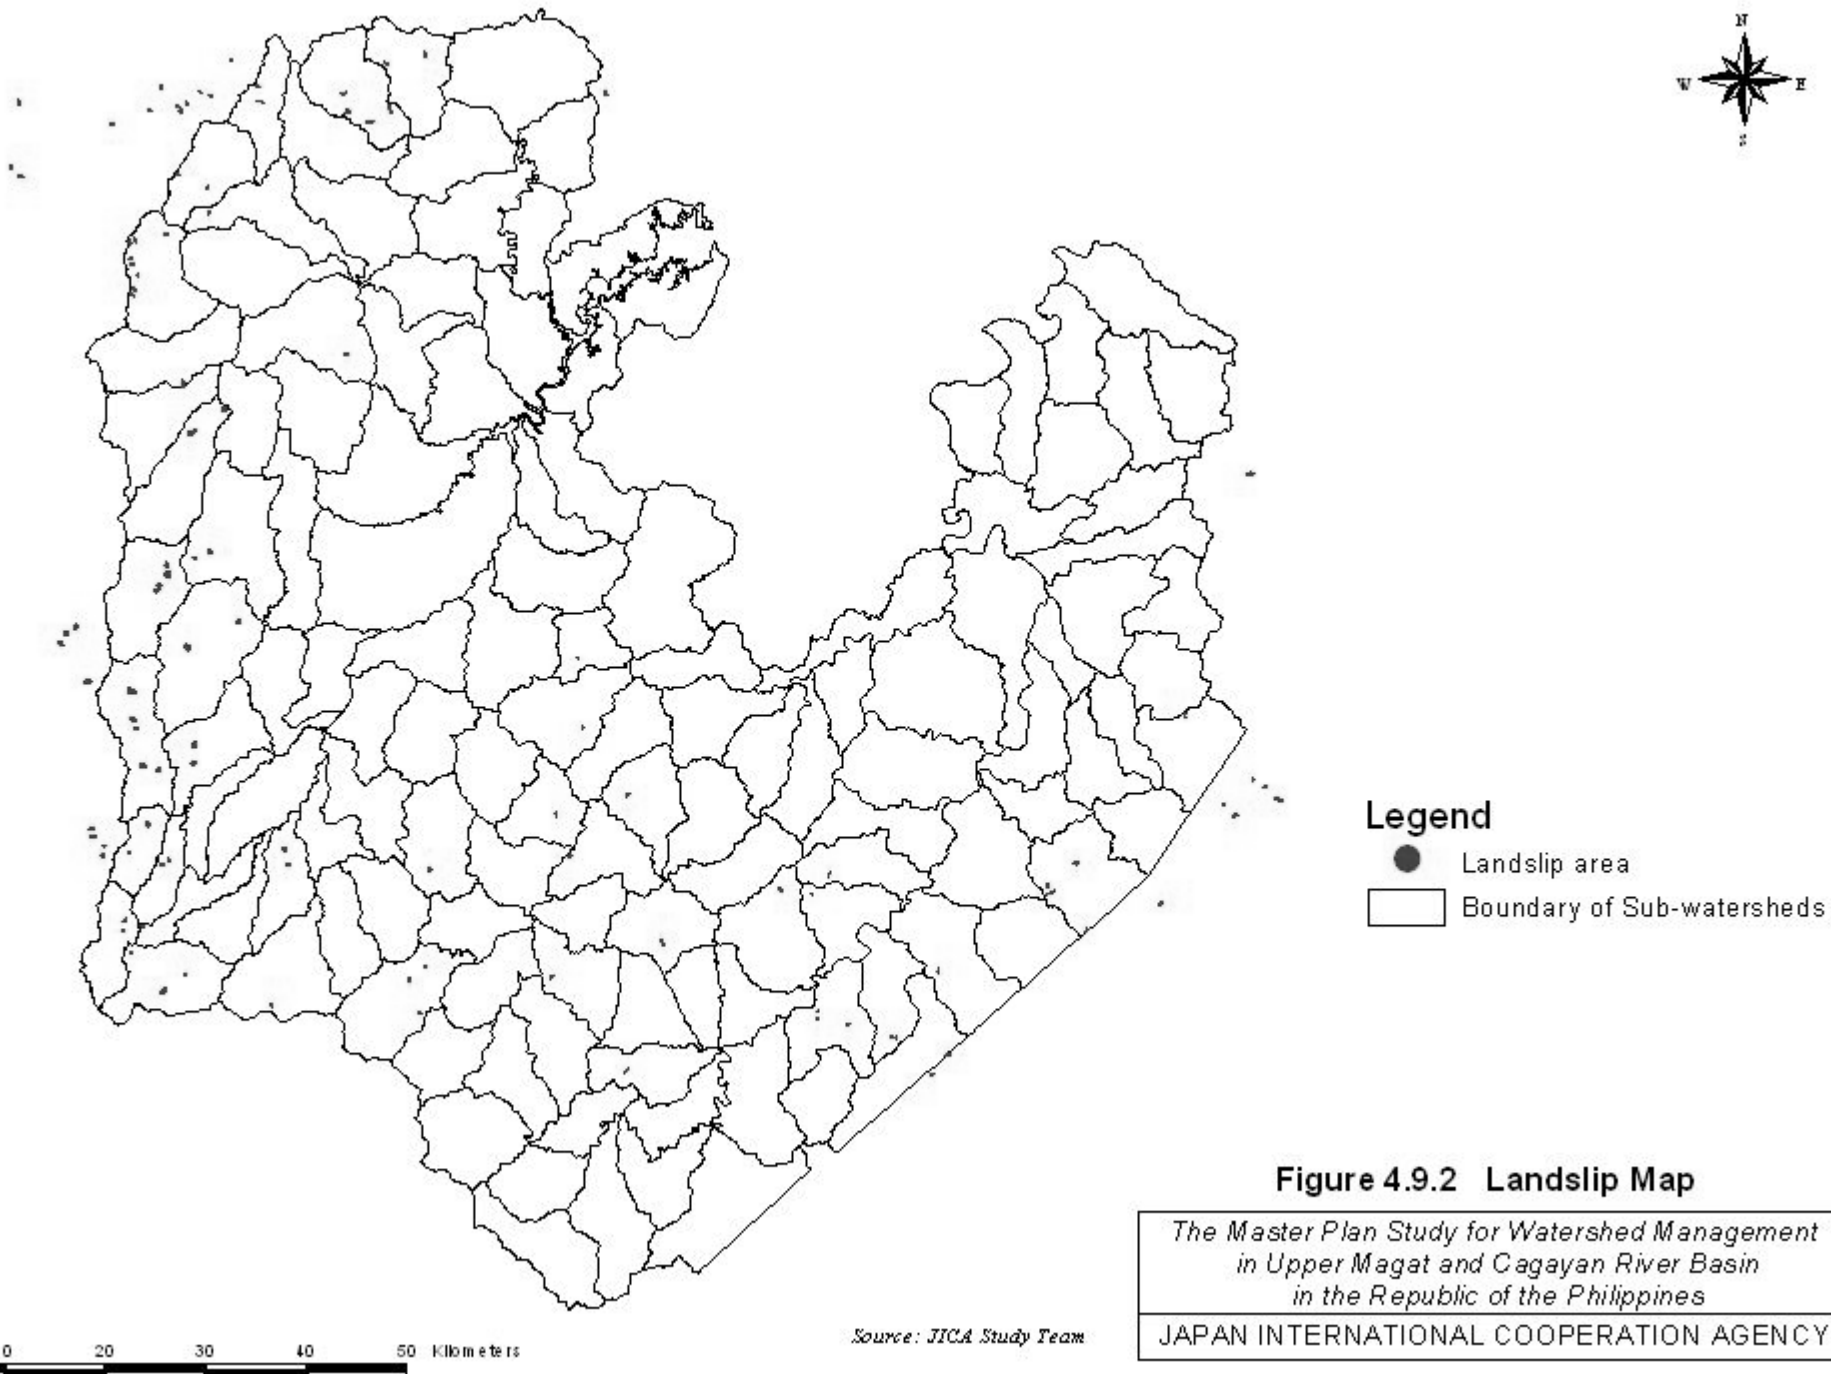 N
W E
S
Legend
Landslip area
Boundary of Sub-watersheds
Figure 4.9.2 Landslip Map
The Master Plan Study for Watershed Management
in Upper Magat and Cagayan River Basin
in the Republic of the Philippines
JAPAN INTERNATIONAL COOPERATION AGENCY
Source: JICA Study Team
0 20 30 40 50 Kilometers